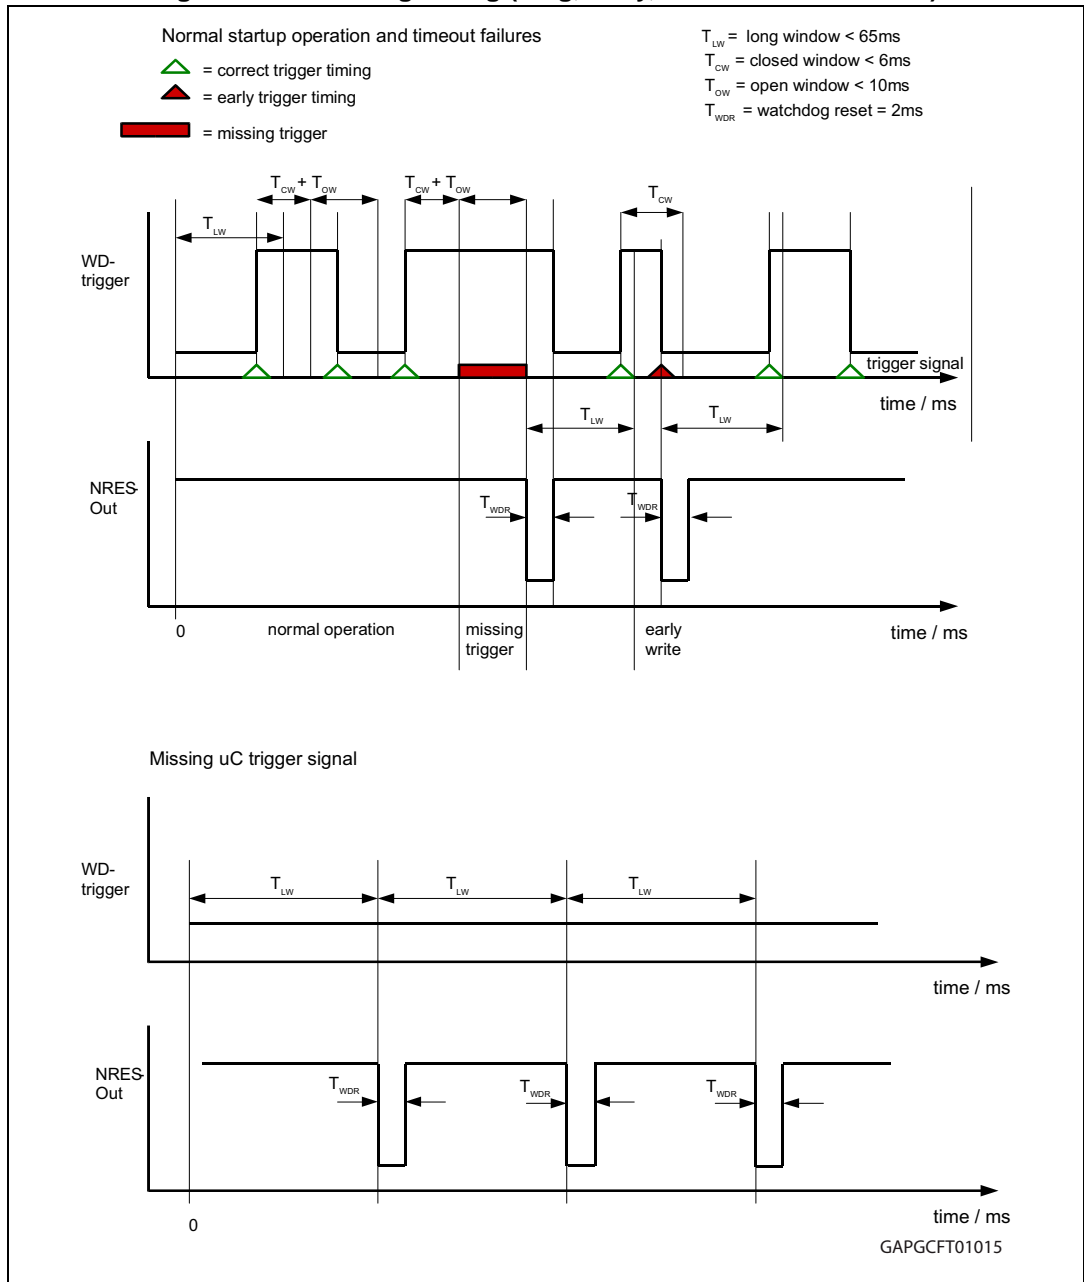 Normal startup operation and timeout failures
= correct trigger timing
= early trigger timing
= missing trigger
TLW = long window < 65ms
TCW = closed window < 6ms
TOW = open window < 10ms
TWDR = watchdog reset = 2ms
TCW + TOW
TCW + TOW
TCW
TLW
WD-
trigger
trigger signal
time / ms
TLW
TLW
NRES-
Out
TWDR
TWDR
0
normal operation
missing
trigger
early
write
time / ms
Missing uC trigger signal
WD-
trigger
TLW
TLW
TLW
time / ms
NRES-
Out
TWDR
TWDR
TWDR
0
time / ms
GAPGCFT01015